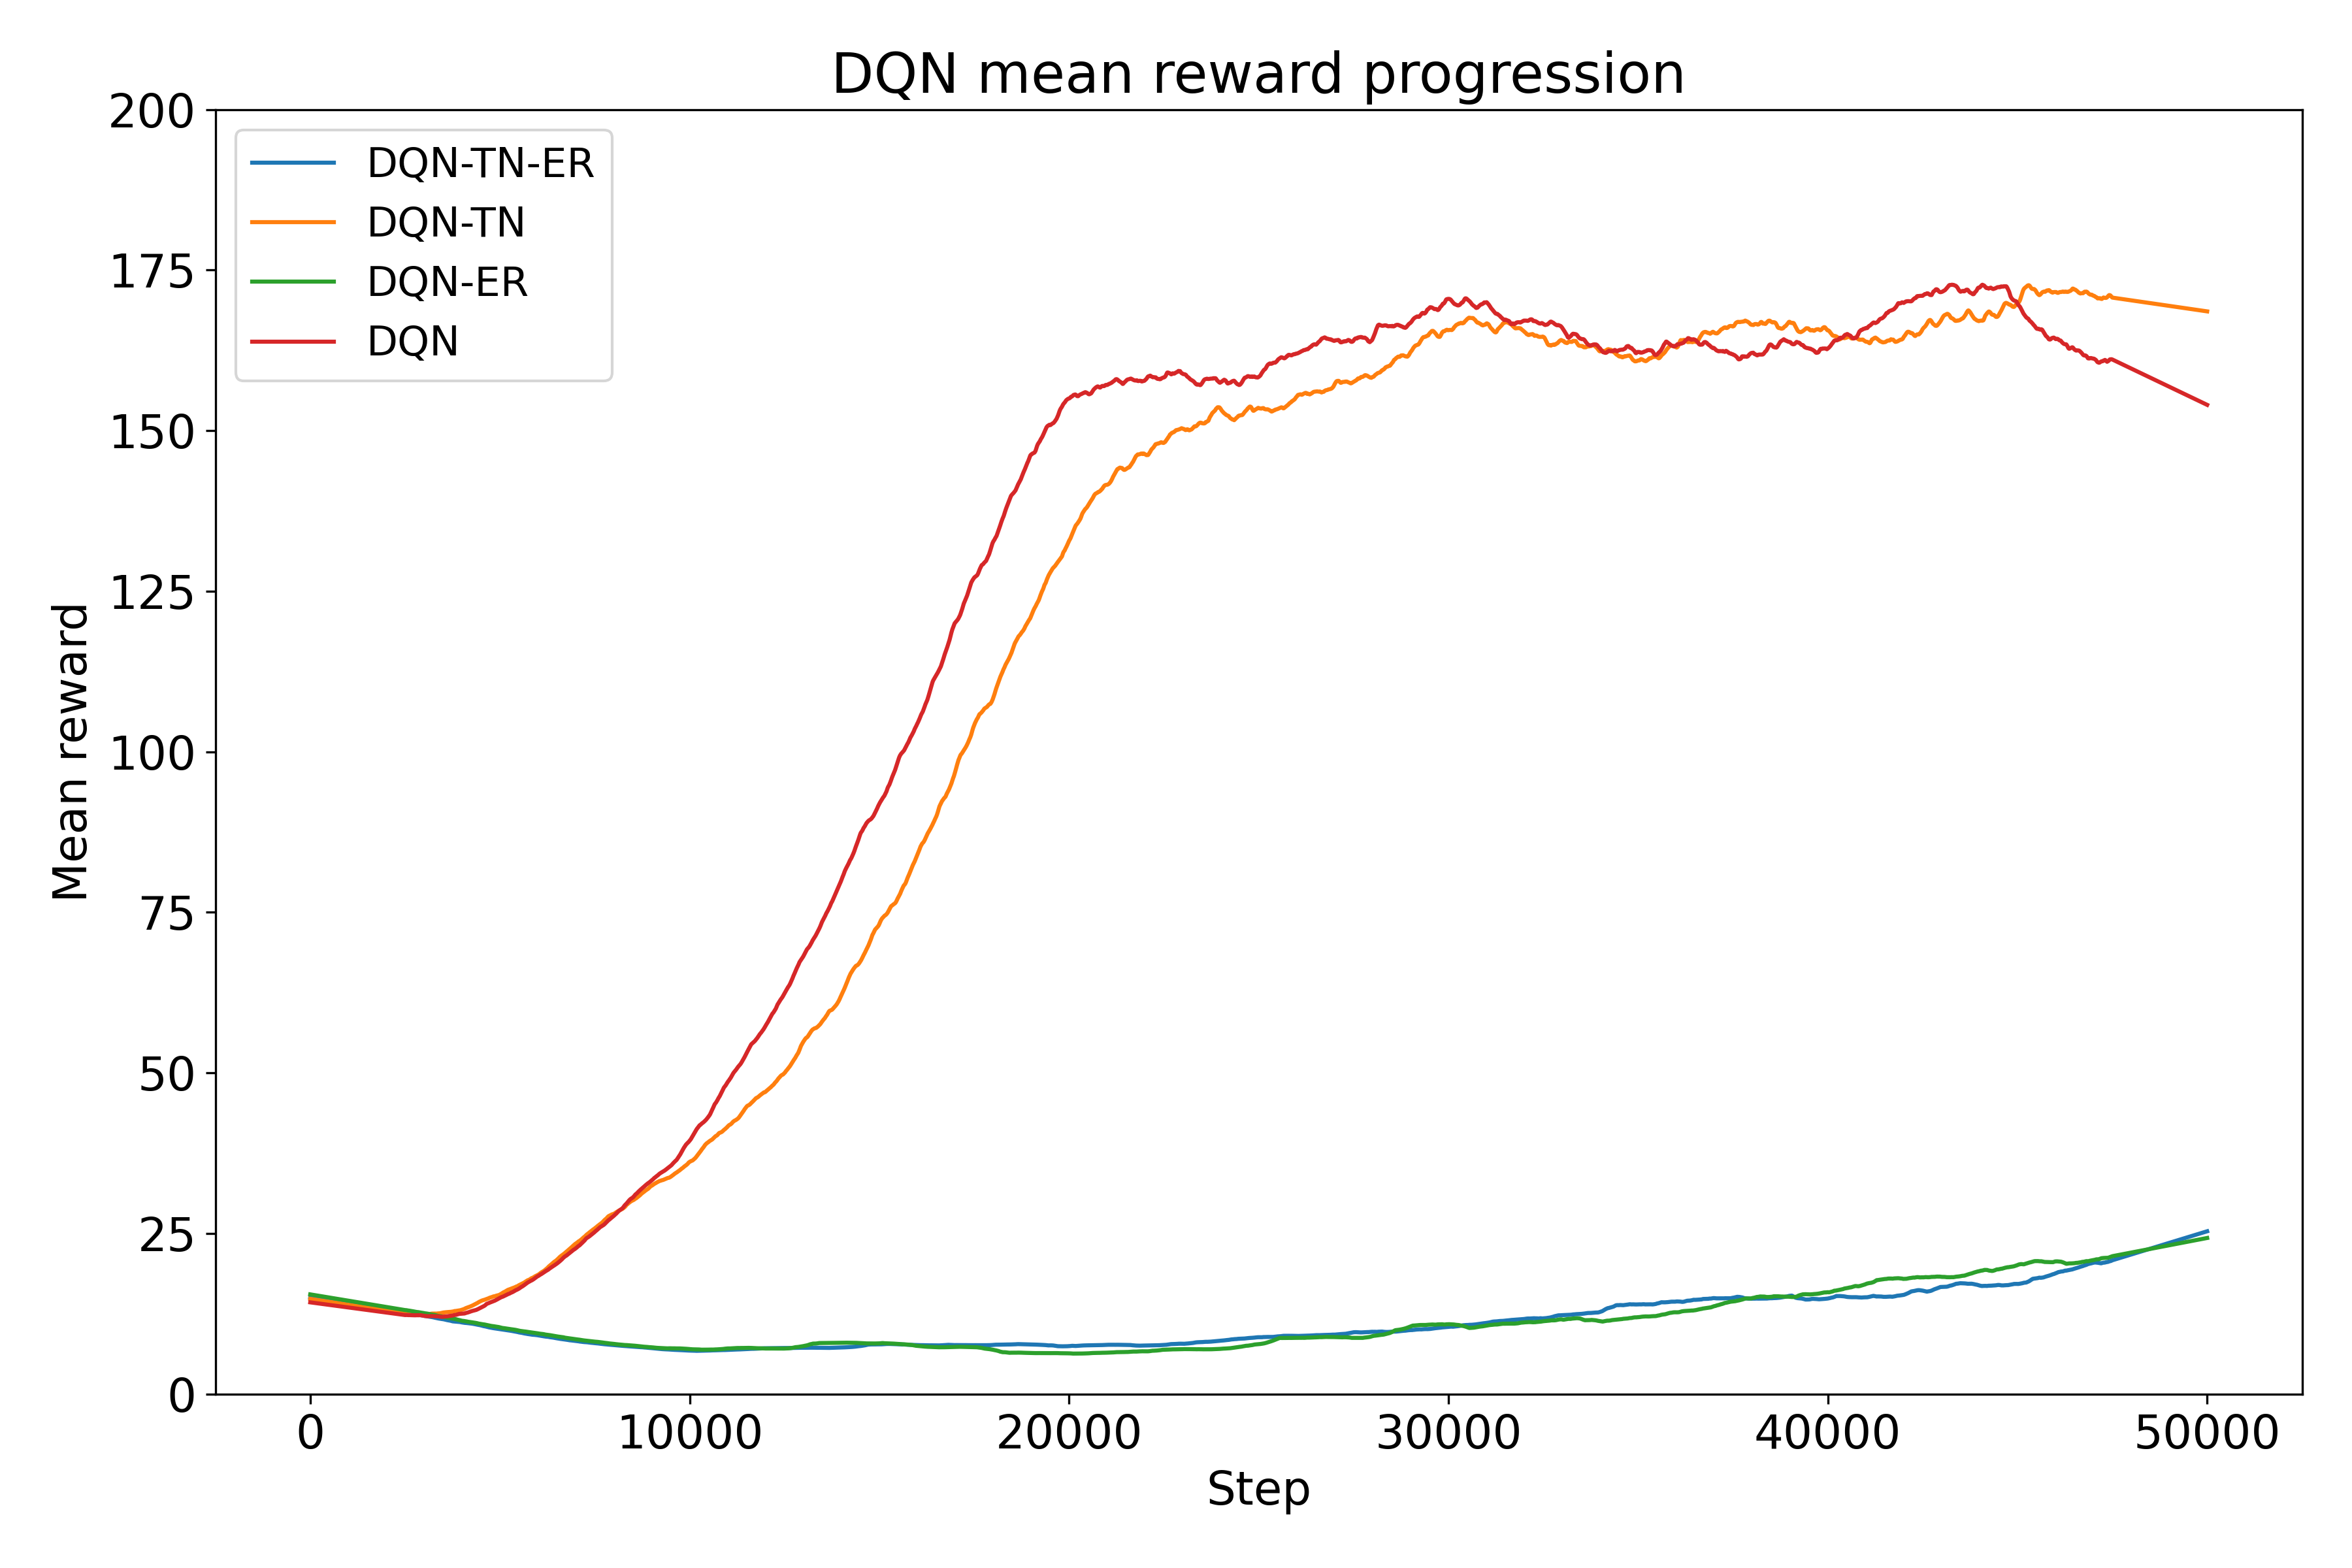 DQN mean reward progression
200
175
150
125
100
75
50
25
0
Mean reward
DQN-TN-ER
DQN-TN
DQN-ER
DQN
0 10000 20000 30000 40000 50000
Step